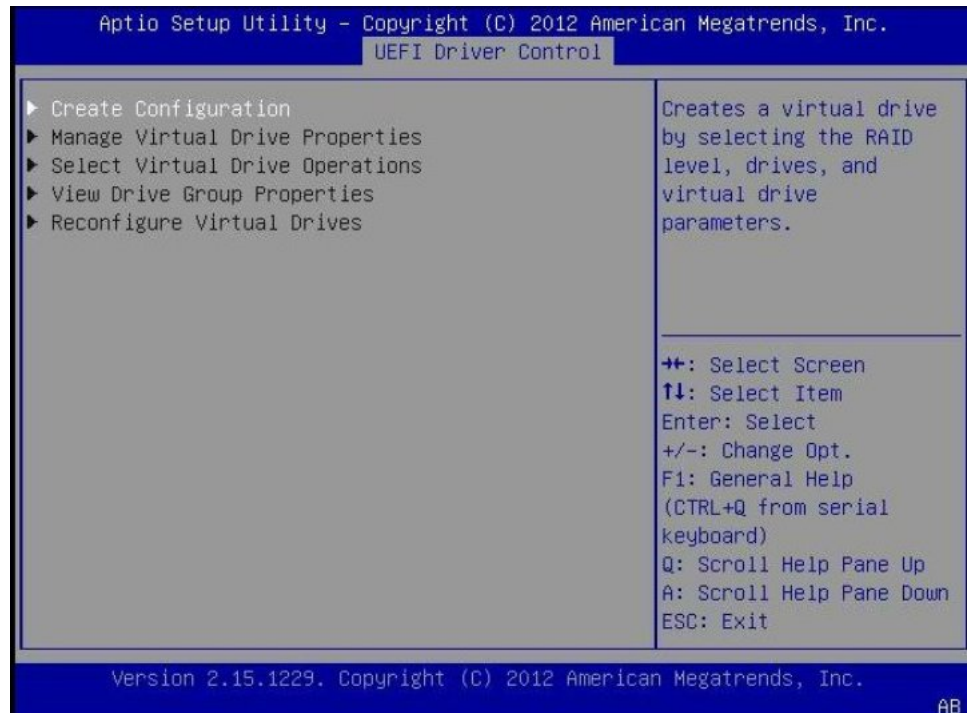 Aptio Setup Utility – Copyright (C) 2012 American Megatrends, Inc.
UEFI Driver Control
▶ Create Configuration
▶ Manage Virtual Drive Properties
▶ Select Virtual Drive Operations
▶ View Drive Group Properties
▶ Reconfigure Virtual Drives
Creates a virtual drive
by selecting the RAID
level, drives, and
virtual drive
parameters.
→←: Select Screen
↑↓: Select Item
Enter: Select
+/-: Change Opt.
F1: General Help
(CTRL+Q from serial
keyboard)
Q: Scroll Help Pane Up
A: Scroll Help Pane Down
ESC: Exit
Version 2.15.1229. Copyright (C) 2012 American Megatrends, Inc.
AB